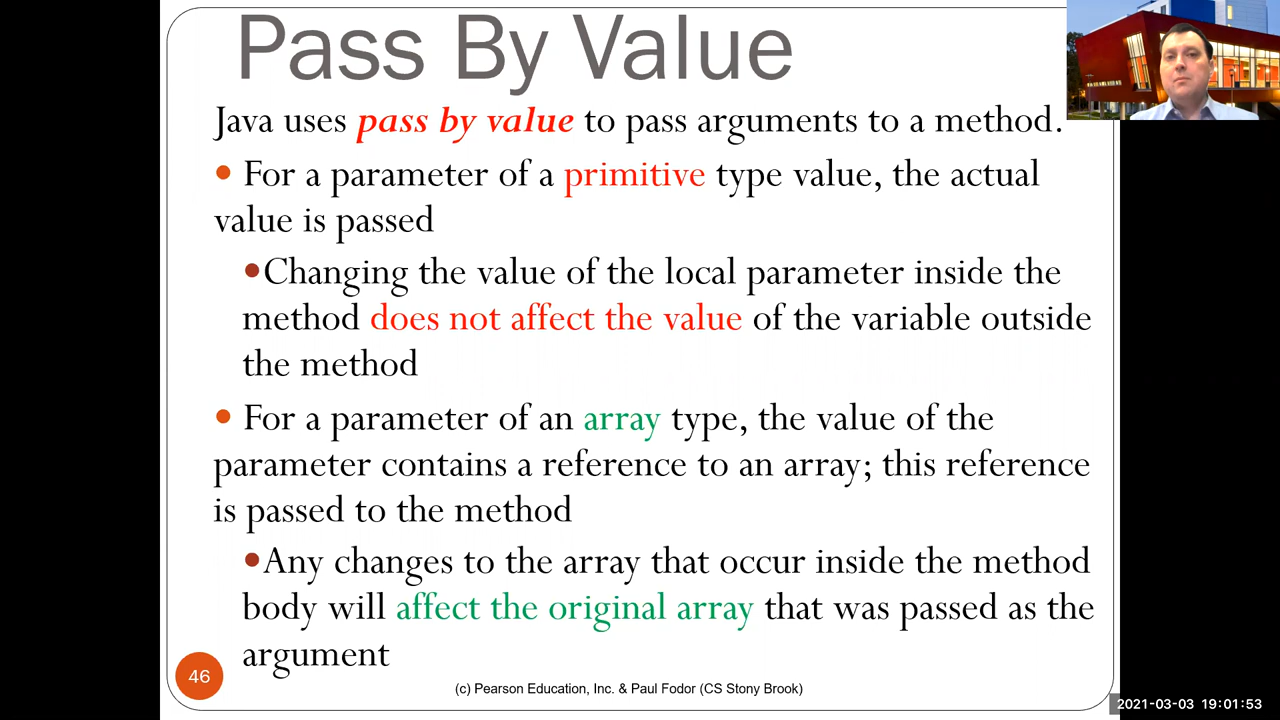 Pass By Value
Java uses pass by value to pass arguments to a method.
• For a parameter of a primitive type value, the actual
value is passed
•Changing the value of the local parameter inside the
method does not affect the value of the variable outside
the method
• For a parameter of an array type, the value of the
parameter contains a reference to an array; this reference
is passed to the method
•Any changes to the array that occur inside the method
body will affect the original array that was passed as the
argument
46
(c) Pearson Education, Inc. & Paul Fodor (CS Stony Brook)
2021-03-03 19:01:53